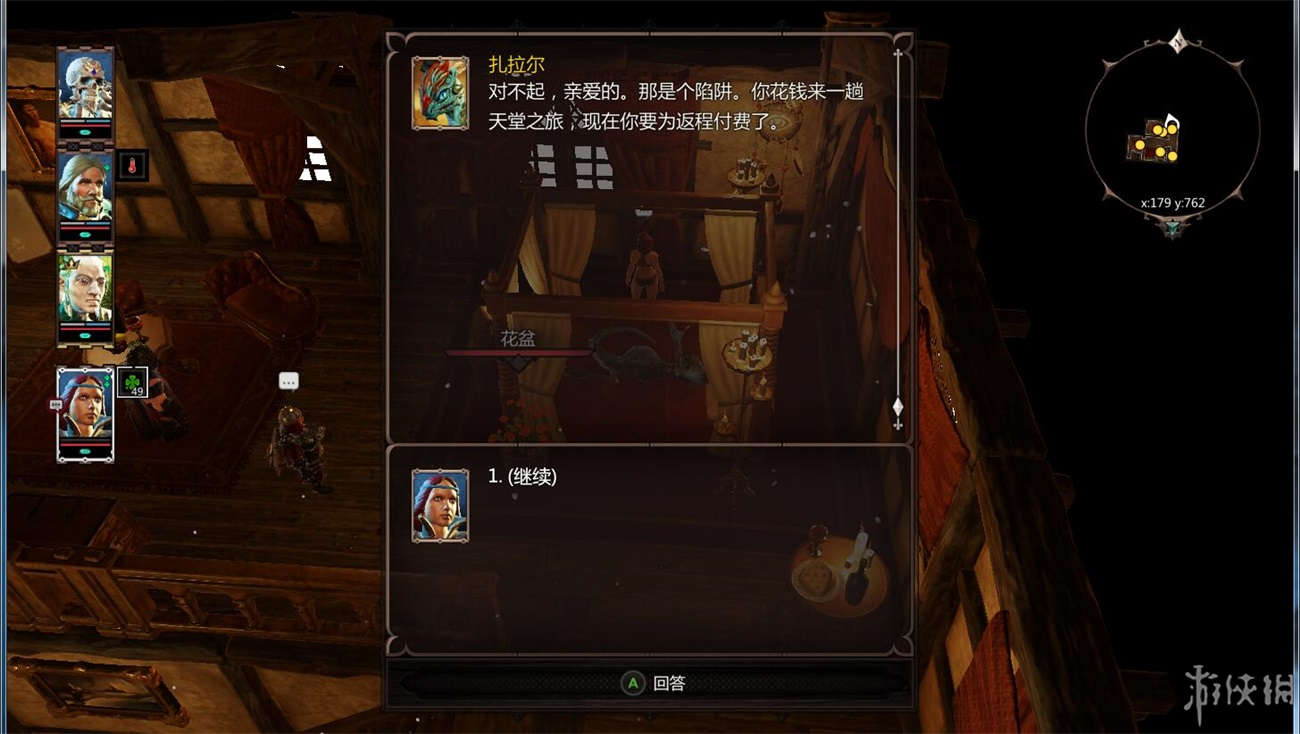 扎拉尔
对不起，亲爱的。那是个陷阱。你花钱来一趟
天堂之旅，现在你要为返程付费了。
N
x:179 y:762
49
花盆
1. (继续)
A 回答
游侠網